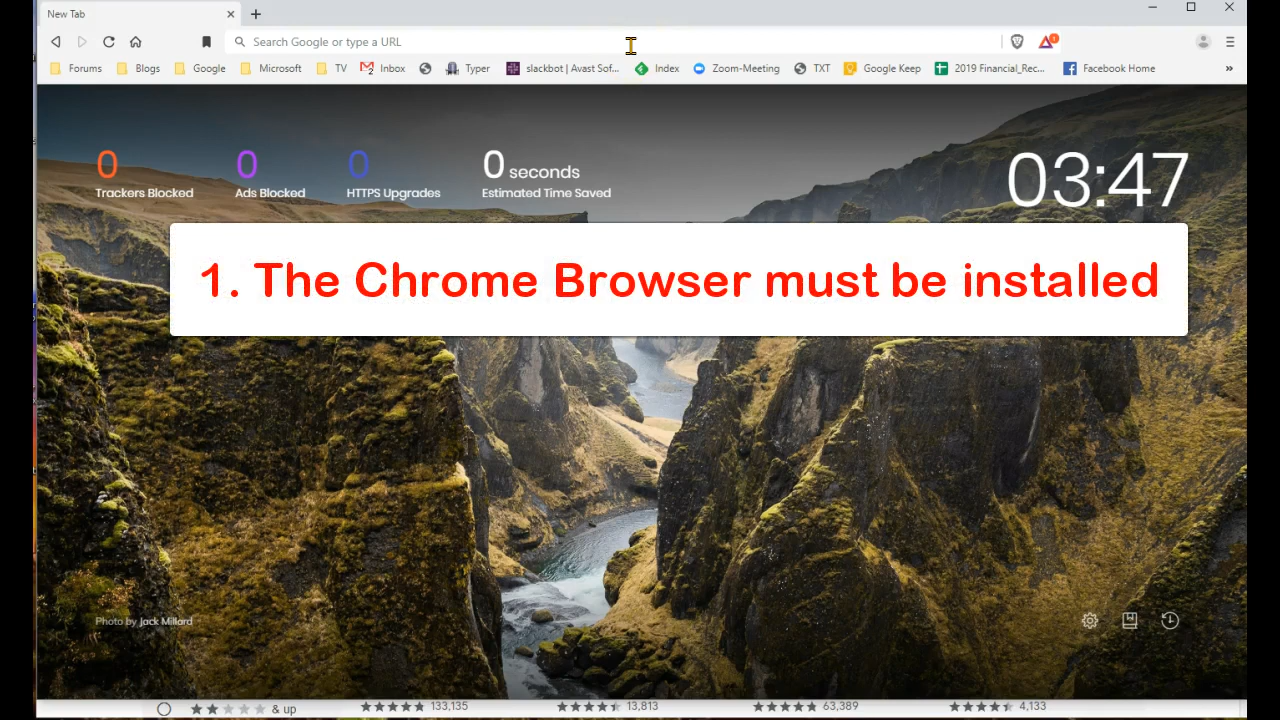 New Tab
Search Google or type a URL
1
Forums Blogs Google Microsoft TV Inbox Typer slackbot | Avast Sof... Index Zoom-Meeting TXT Google Keep 2019 Financial_Rec... Facebook Home »
0 0 0 0 seconds 03:47
Trackers Blocked Ads Blocked HTTPS Upgrades Estimated Time Saved
1. The Chrome Browser must be installed
Photo by Jack Millard
& up 133,135 13,813 63,389 4,133